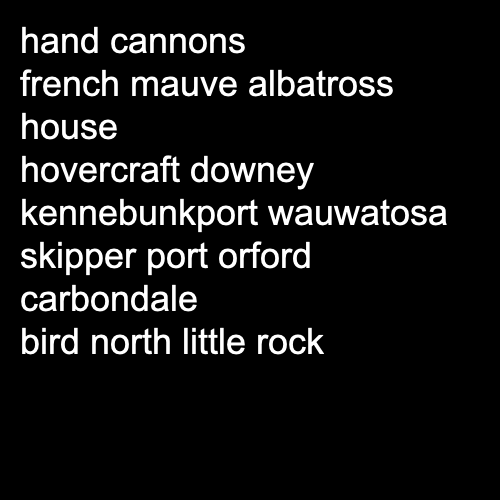 hand cannons
french mauve albatross
house
hovercraft downey
kennebunkport wauwatosa
skipper port orford
carbondale
bird north little rock